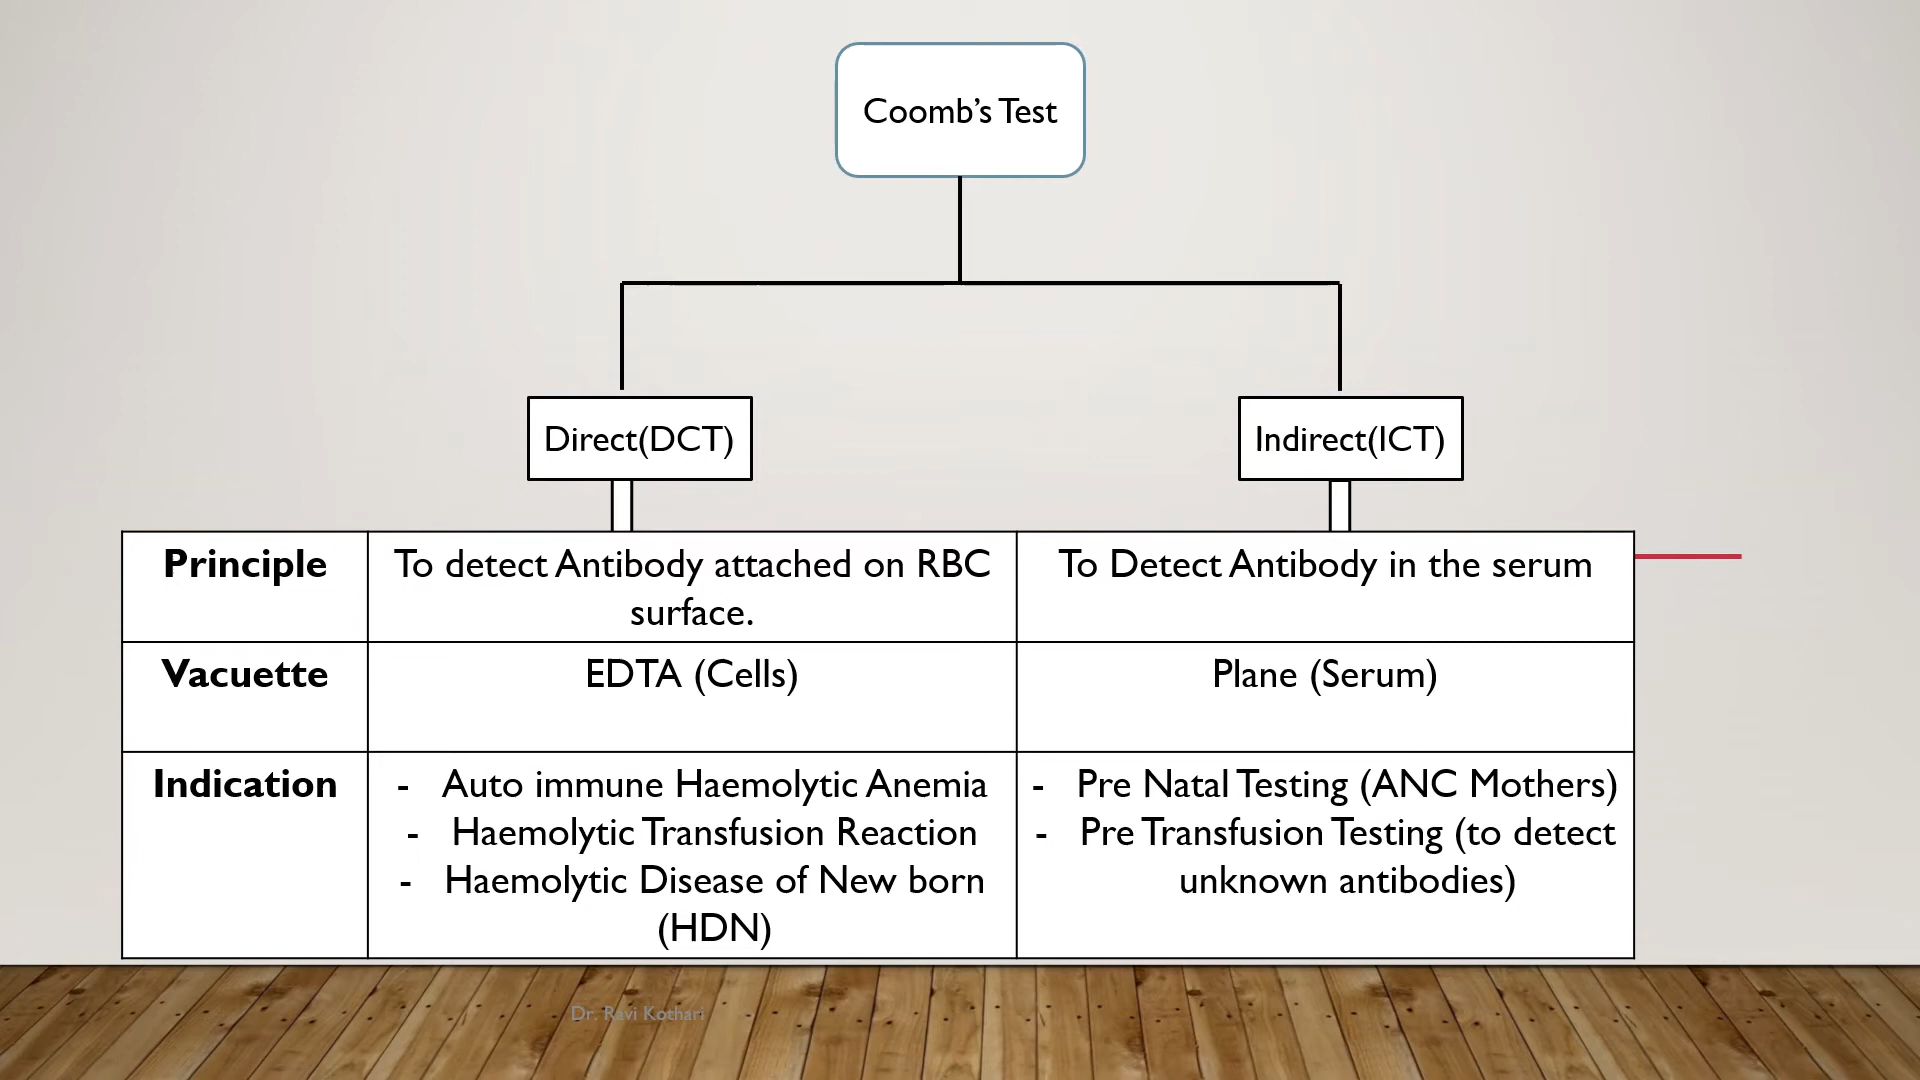 Coomb's Test
Direct(DCT)
Indirect(ICT)
Principle
To detect Antibody attached on RBC
surface.
To Detect Antibody in the serum
Vacuette
EDTA (Cells)
Plane (Serum)
Indication
- Auto immune Haemolytic Anemia
- Haemolytic Transfusion Reaction
- Haemolytic Disease of New born
(HDN)
- Pre Natal Testing (ANC Mothers)
- Pre Transfusion Testing (to detect
unknown antibodies)
Dr. Ravi Kothari